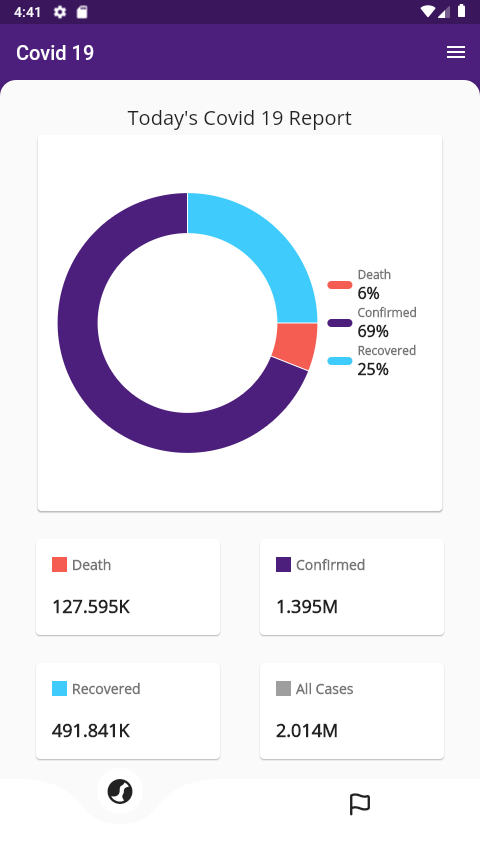 4:41
Covid 19
Today's Covid 19 Report
Death
6%
Confirmed
69%
Recovered
25%
Death
127.595K
Confirmed
1.395M
Recovered
491.841K
All Cases
2.014M